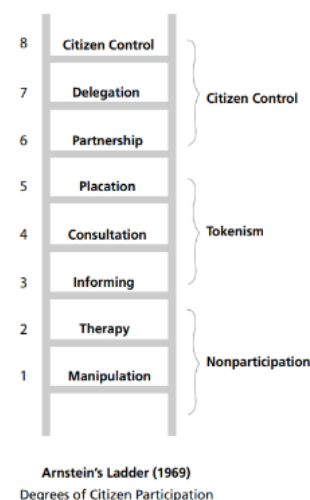 8 Citizen Control
7 Delegation
Citizen Control
6 Partnership
5 Placation
4 Consultation
Tokenism
3 Informing
2 Therapy
Nonparticipation
1 Manipulation
Arnstein's Ladder (1969)
Degrees of Citizen Participation